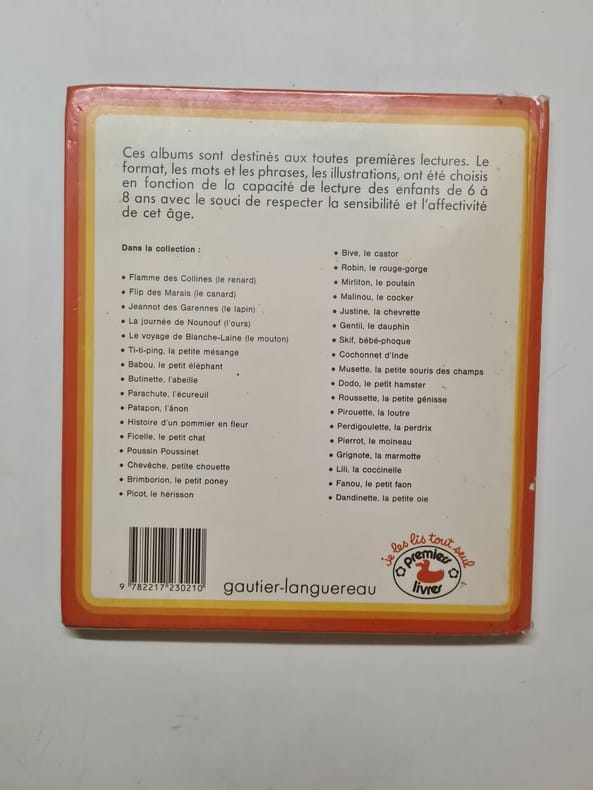 Ces albums sont destinés aux toutes premières lectures. Le
format, les mots et les phrases, les illustrations, ont été choisis
en fonction de la capacité de lecture des enfants de 6 à
8 ans avec le souci de respecter la sensibilité et l'affectivité
de cet âge.
Dans la collection :
• Flamme des Collines (le renard)
• Flip des Marais (le canard)
• Jeannot des Garennes (le lapin)
• La journée de Nounouf (l'ours)
• Le voyage de Blanche-Laine (le mouton)
• Ti-ti-ping, la petite mésange
• Babou, le petit éléphant
• Butinette, l'abeille
• Parachute, l'écureuil
• Patapon, l'ânon
• Histoire d'un pommier en fleur
• Ficelle, le petit chat
• Poussin Poussinet
• Chevêche, petite chouette
• Brimborion, le petit poney
• Picot, le hérisson
• Bive, le castor
• Robin, le rouge-gorge
• Mirliton, le poulain
• Malinou, le cocker
• Justine, la chevrette
• Gentil, le dauphin
• Skif, bébé-phoque
• Cochonnet d'Inde
• Musette, la petite souris des champs
• Dodo, le petit hamster
• Roussette, la petite génisse
• Pirouette, la loutre
• Perdigoulette, la perdrix
• Pierrot, le moineau
• Grignote, la marmotte
• Lili, la coccinelle
• Fanou, le petit faon
• Dandinette, la petite oie
9 782217 230210
gautier-languereau
je les lis tout seul
premiers
livres